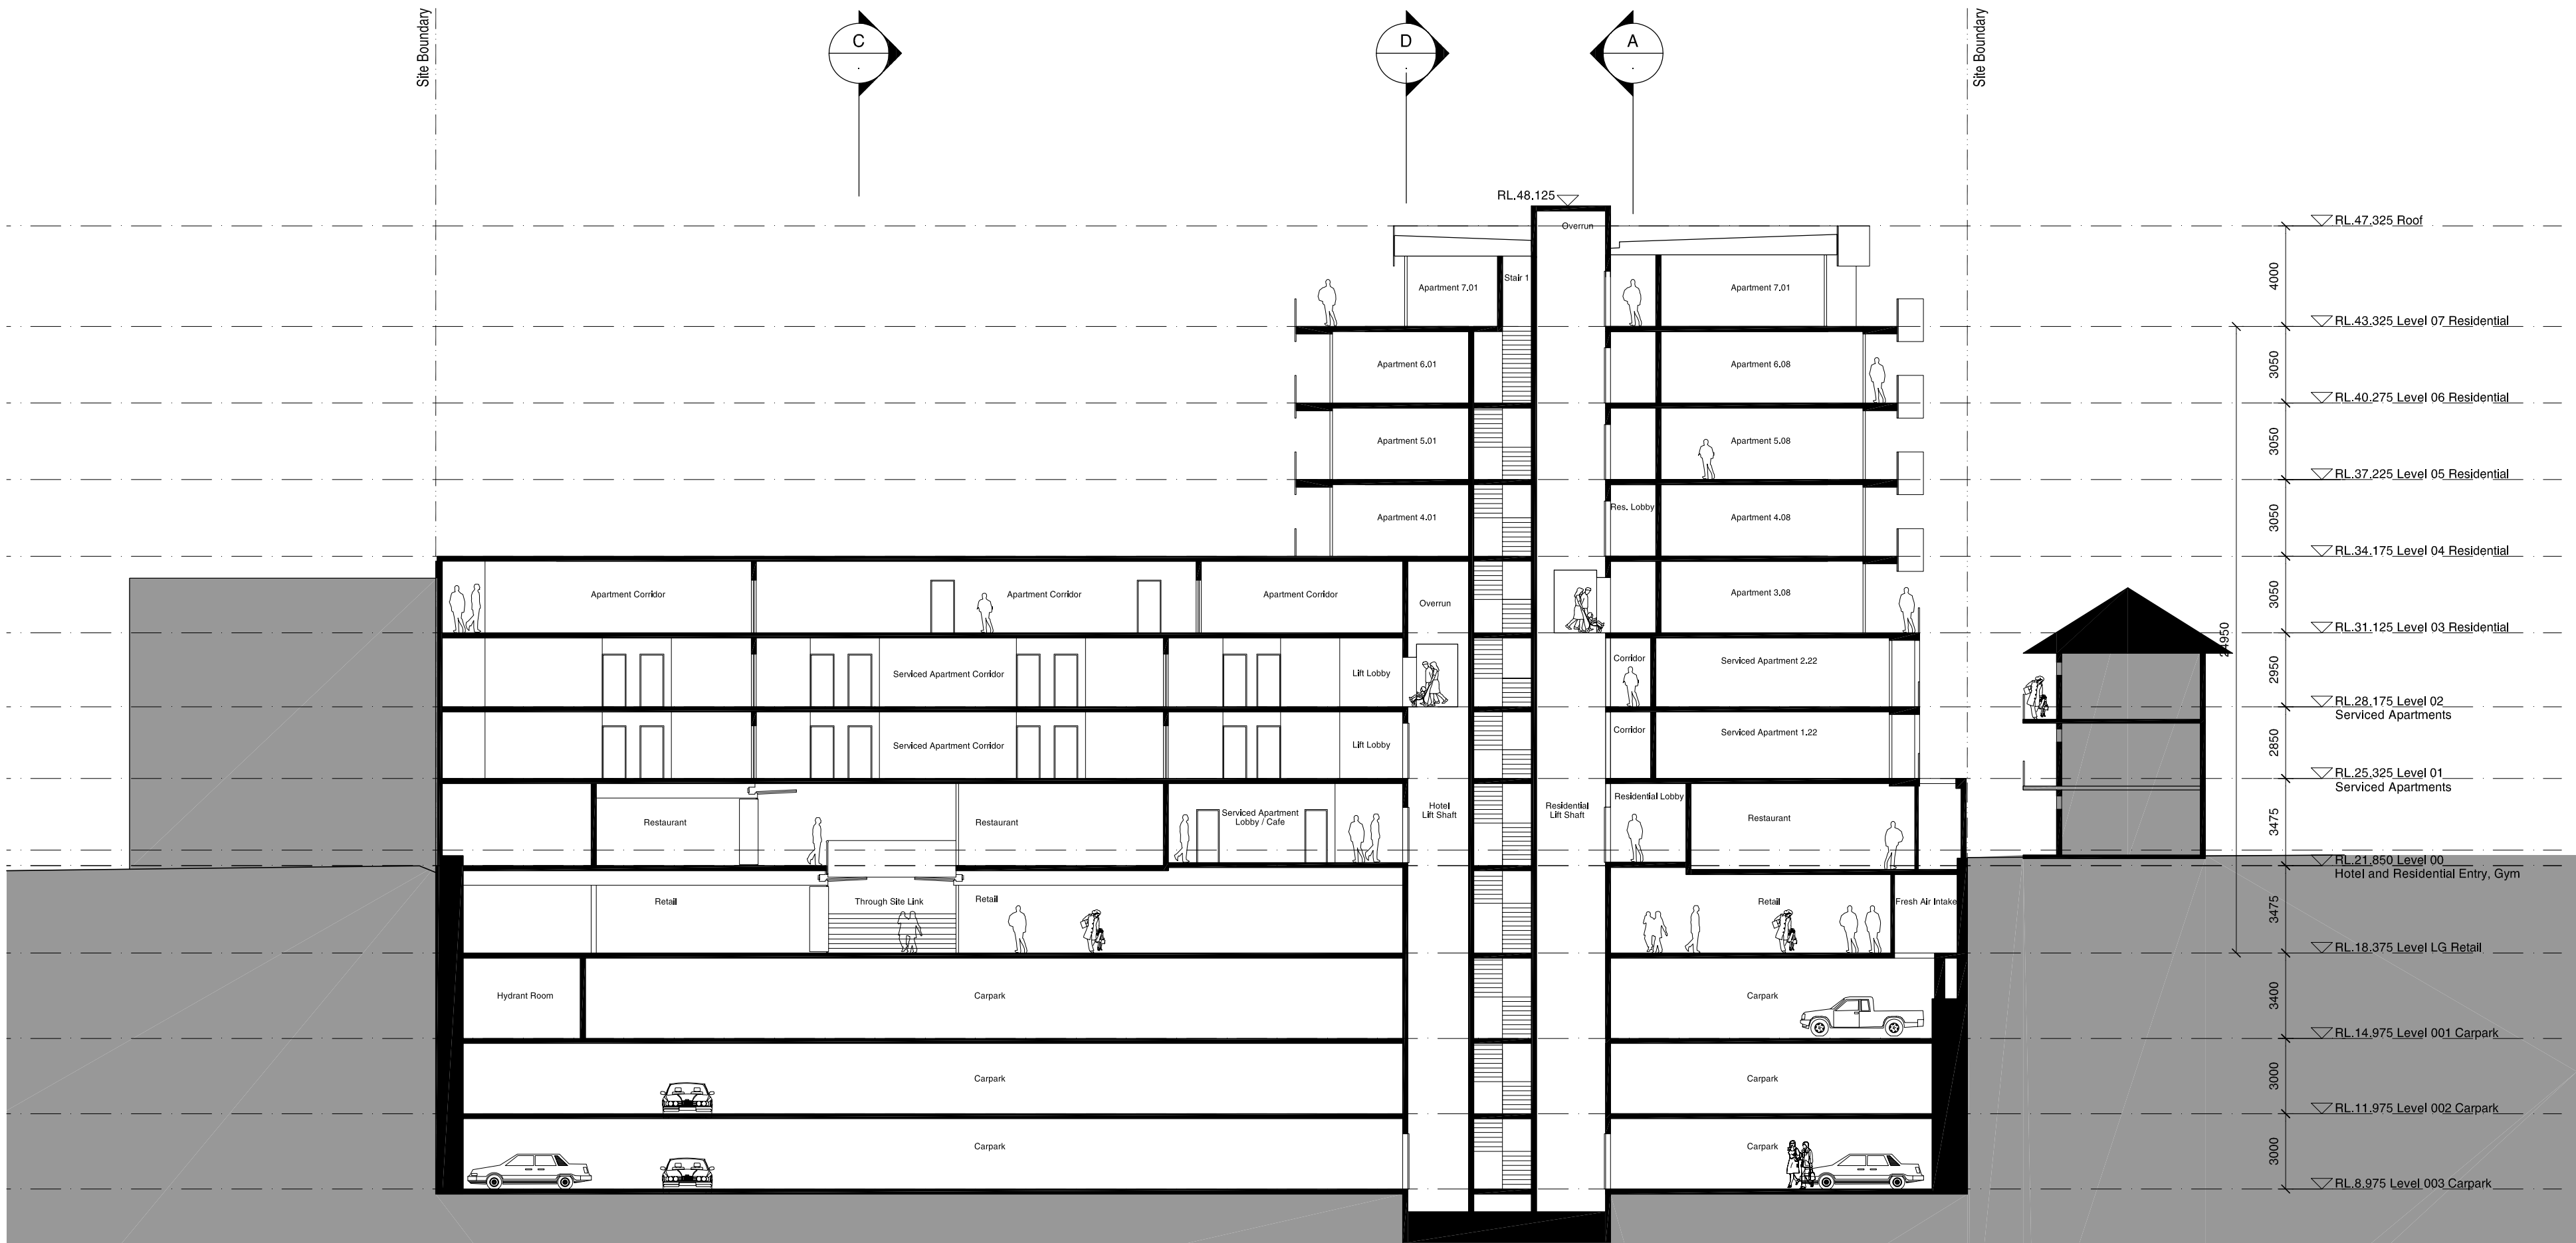 Site Boundary
C
D
A
Site Boundary
RL.48.125
Overrun
RL.47.325 Roof
4000
Stair 1
Apartment 7.01
Apartment 7.01
RL.43.325 Level 07 Residential
3050
Apartment 6.01
Apartment 6.08
RL.40.275 Level 06 Residential
3050
Apartment 5.01
Apartment 5.08
RL.37.225 Level 05 Residential
3050
Apartment 4.01
Res. Lobby
Apartment 4.08
RL.34.175 Level 04 Residential
3050
Apartment Corridor
Apartment Corridor
Apartment Corridor
Overrun
Apartment 3.08
RL.31.125 Level 03 Residential
24950
2950
Serviced Apartment Corridor
Lift Lobby
Corridor
Serviced Apartment 2.22
RL.28.175 Level 02
Serviced Apartments
2850
Serviced Apartment Corridor
Lift Lobby
Corridor
Serviced Apartment 1.22
RL.25.325 Level 01
Serviced Apartments
3475
Restaurant
Restaurant
Serviced Apartment
Lobby / Cafe
Hotel
Lift Shaft
Residential
Lift Shaft
Residential Lobby
Restaurant
RL.21.850 Level 00
Hotel and Residential Entry, Gym
3475
Retail
Through Site Link
Retail
Retail
Fresh Air Intake
RL.18.375 Level LG Retail
3400
Hydrant Room
Carpark
Carpark
RL.14.975 Level 001 Carpark
3000
Carpark
Carpark
RL.11.975 Level 002 Carpark
3000
Carpark
Carpark
RL.8.975 Level 003 Carpark